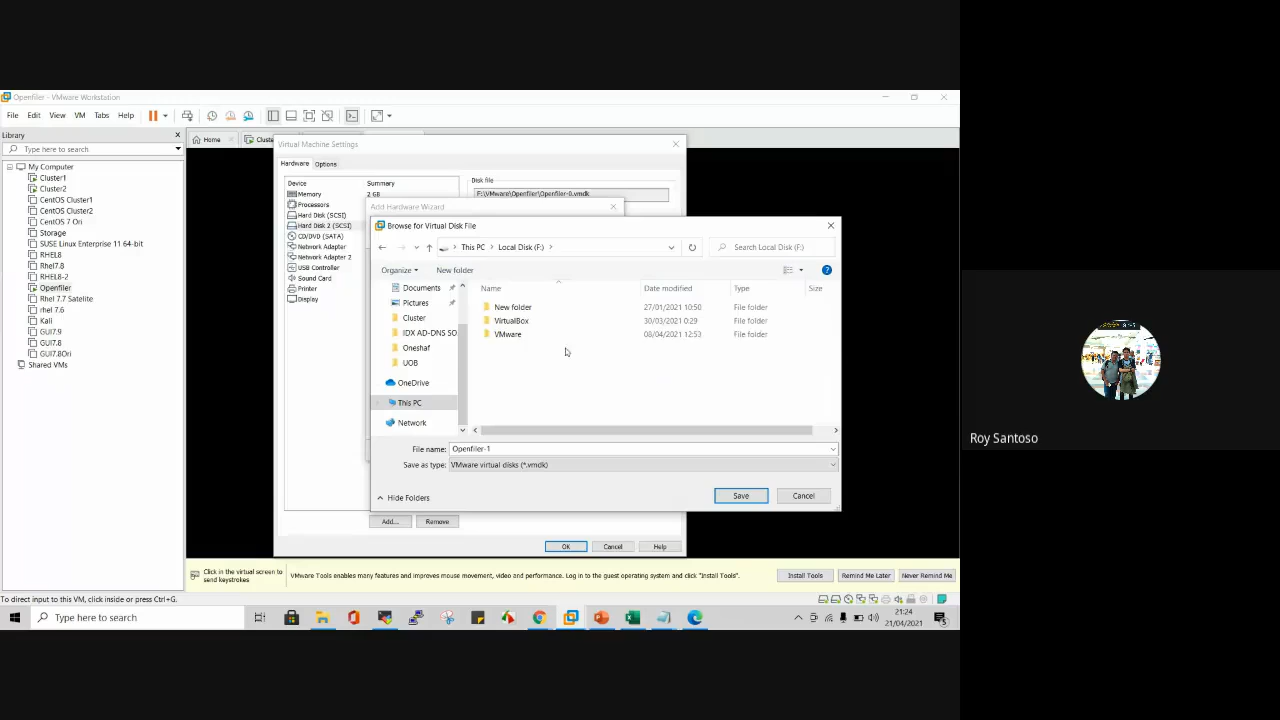 Openfiler - VMware Workstation
File Edit View VM Tabs Help
Library
Type here to search
My Computer
Cluster1
Cluster2
CentOS Cluster1
CentOS Cluster2
CentOS 7 Ori
Storage
SUSE Linux Enterprise 11 64-bit
RHEL8
Rhel7.8
RHEL8-2
Openfiler
Rhel 7.7 Satelite
rhel 7.6
Kali
GUI7.9
GUI7.8
GUI7.8Ori
Shared VMs
Home
Cluste
Virtual Machine Settings
Hardware Options
Device Summary
Memory 2 GB
Processors
Hard Disk (SCSI)
Hard Disk 2 (SCSI)
CD/DVD (SATA)
Network Adapter
Network Adapter 2
USB Controller
Sound Card
Printer
Display
Disk file
F:\VMware\Openfiler\Openfiler-0.vmdk
Add Hardware Wizard
Browse for Virtual Disk File
This PC > Local Disk (F:) >
Search Local Disk (F:)
Organize New folder
Documents
Pictures
Cluster
IDX AD-DNS SO
Oneshaf
UOB
OneDrive
This PC
Network
Name Date modified Type Size
New folder 27/01/2021 10:50 File folder
VirtualBox 30/03/2021 0:29 File folder
VMware 08/04/2021 12:53 File folder
File name: Openfiler-1
Save as type: VMware virtual disks (*.vmdk)
Hide Folders
Save Cancel
Add... Remove
OK Cancel Help
Click in the virtual screen to
send keystrokes
VMware Tools enables many features and improves mouse movement, video and performance. Log in to the guest operating system and click "Install Tools".
Install Tools Remind Me Later Never Remind Me
To direct input to this VM, click inside or press Ctrl+G.
Type here to search
21:24
21/04/2021
5
Roy Santoso